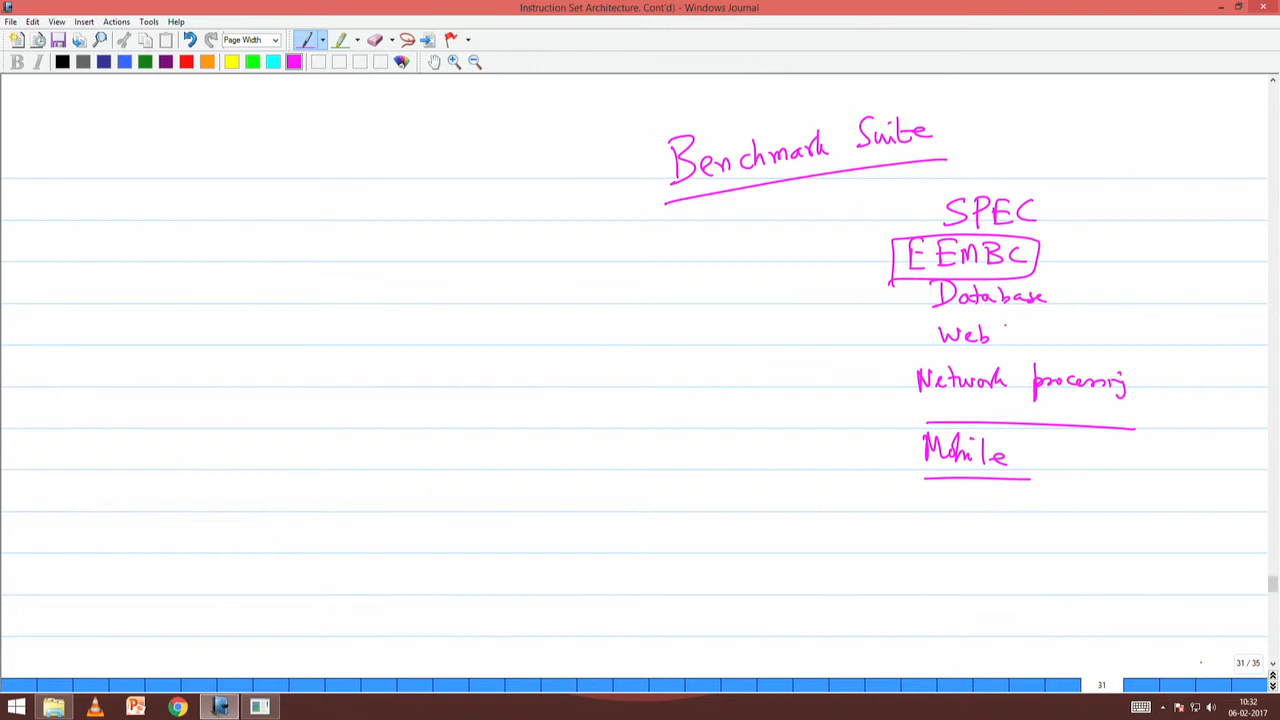 Instruction Set Architecture. Cont'd) - Windows Journal
File Edit View Insert Actions Tools Help
Page Width
B I
Benchmark Suite
SPEC
EEMBC
Database
Web
Network processing
Mobile
31 / 35
31
10:32
06-02-2017